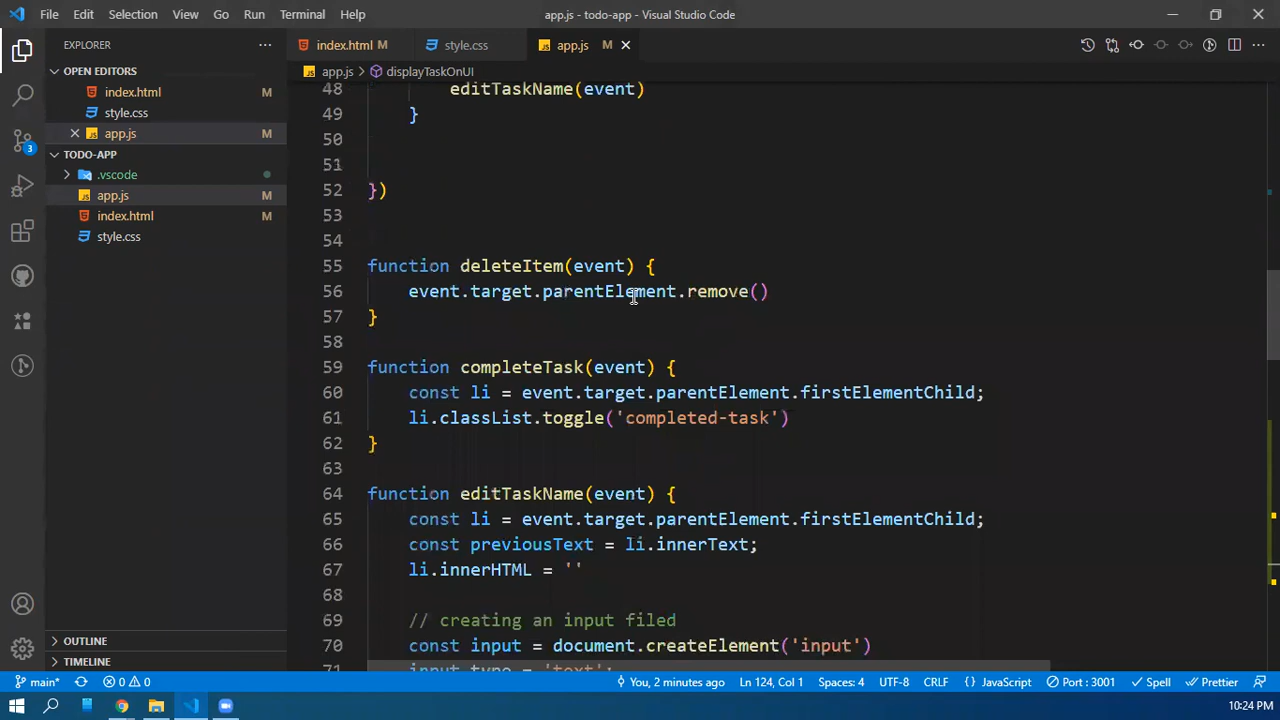 File Edit Selection View Go Run Terminal Help app.js - todo-app - Visual Studio Code
EXPLORER
index.html M style.css app.js M
OPEN EDITORS
index.html M
style.css
app.js M
TODO-APP
.vscode
app.js M
index.html M
style.css
OUTLINE
TIMELINE
3
app.js > displayTaskOnUI
48 editTaskName(event)
49 }
50
51
52 })
53
54
55 function deleteItem(event) {
56 event.target.parentElement.remove()
57 }
58
59 function completeTask(event) {
60 const li = event.target.parentElement.firstElementChild;
61 li.classList.toggle('completed-task')
62 }
63
64 function editTaskName(event) {
65 const li = event.target.parentElement.firstElementChild;
66 const previousText = li.innerText;
67 li.innerHTML = ''
68
69 // creating an input filed
70 const input = document.createElement('input')
71 input.type = 'text';
main* 0 0 You, 2 minutes ago Ln 124, Col 1 Spaces: 4 UTF-8 CRLF {} JavaScript Port : 3001 Spell Prettier
10:24 PM